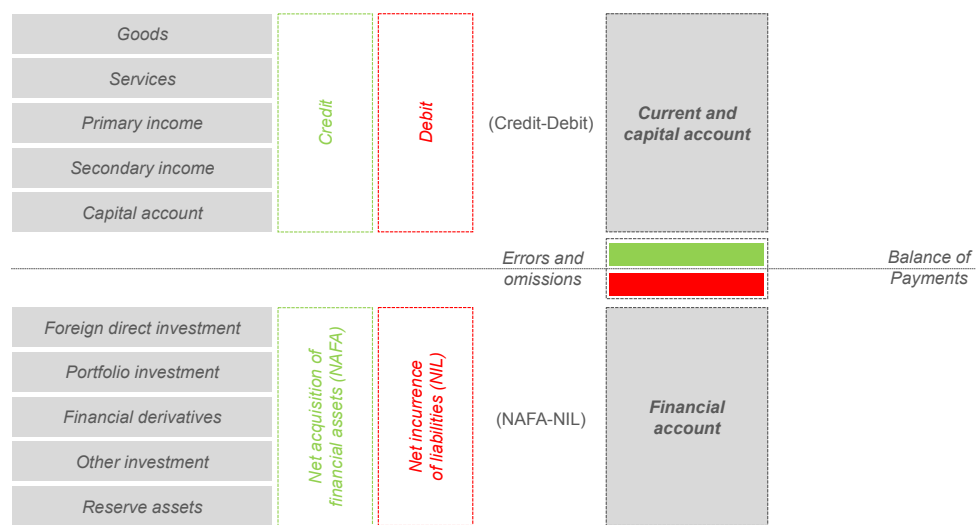 Goods
Services
Primary income
Secondary income
Capital account
Credit
Debit
(Credit-Debit)
Current and
capital account
Errors and
omissions
Balance of
Payments
Foreign direct investment
Portfolio investment
Financial derivatives
Other investment
Reserve assets
Net acquisition of
financial assets (NAFA)
Net incurrence
of liabilities (NIL)
(NAFA-NIL)
Financial
account